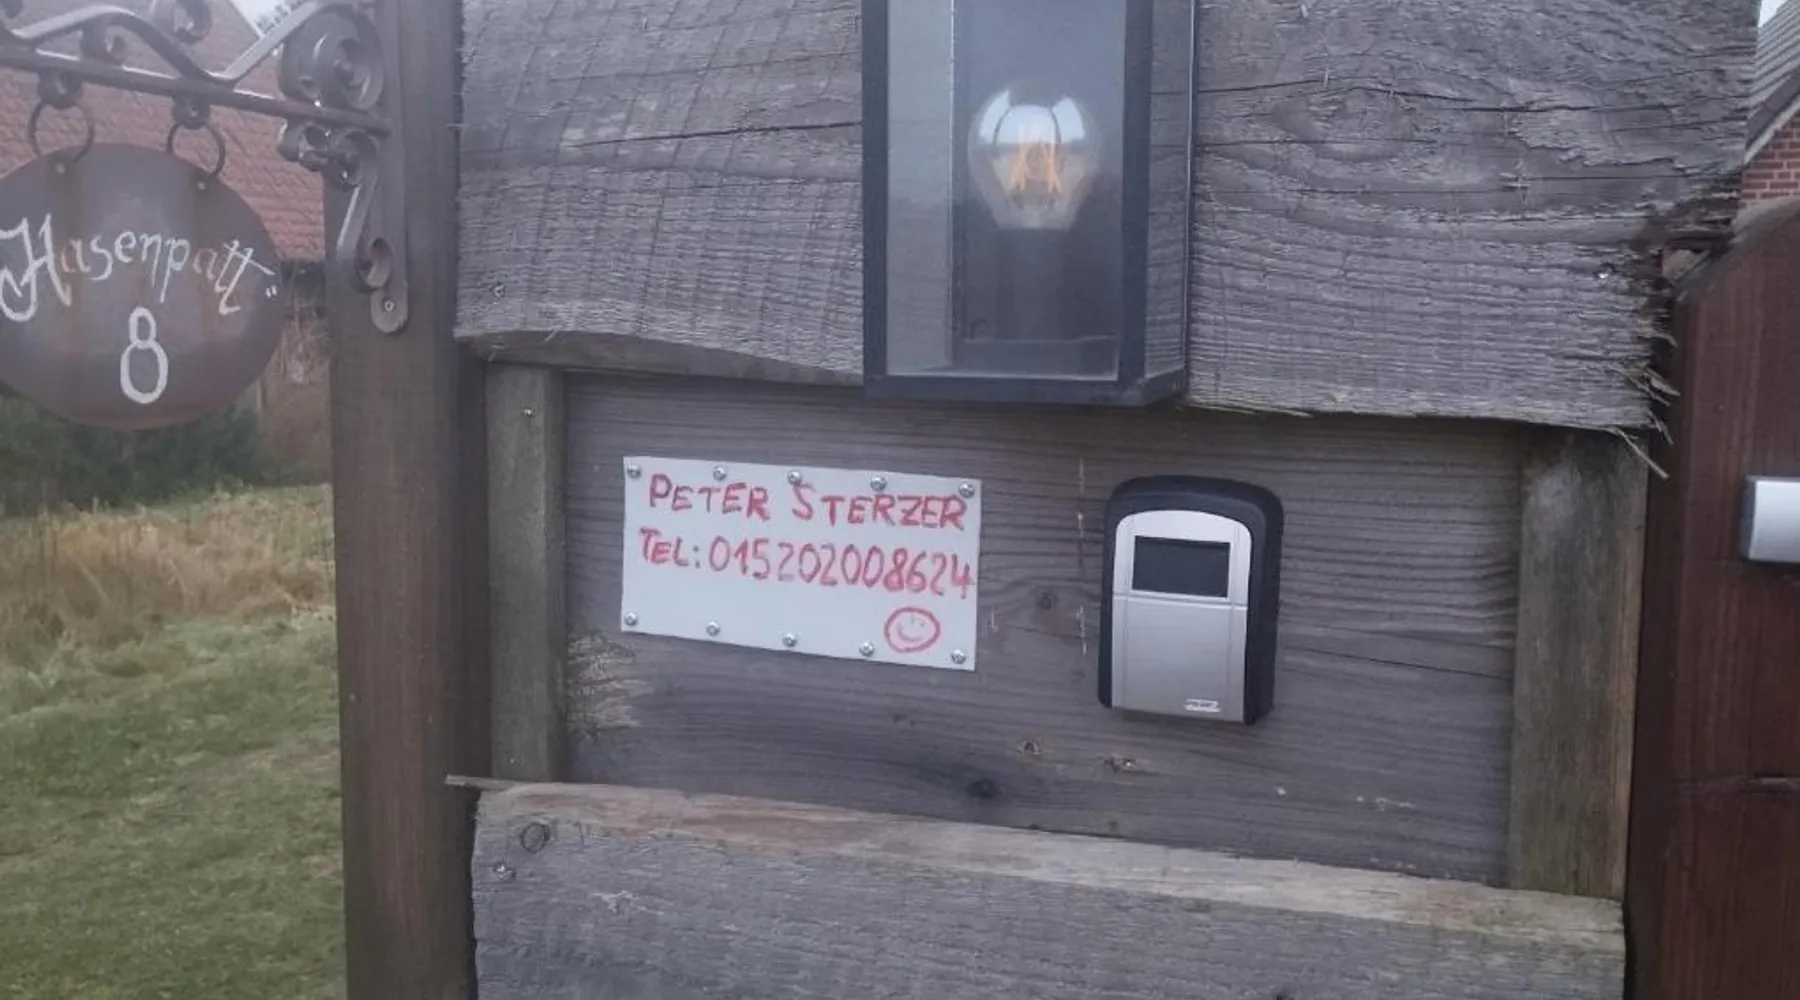 Hasenpatt"
8
PETER STERZER
TEL: 015202008624